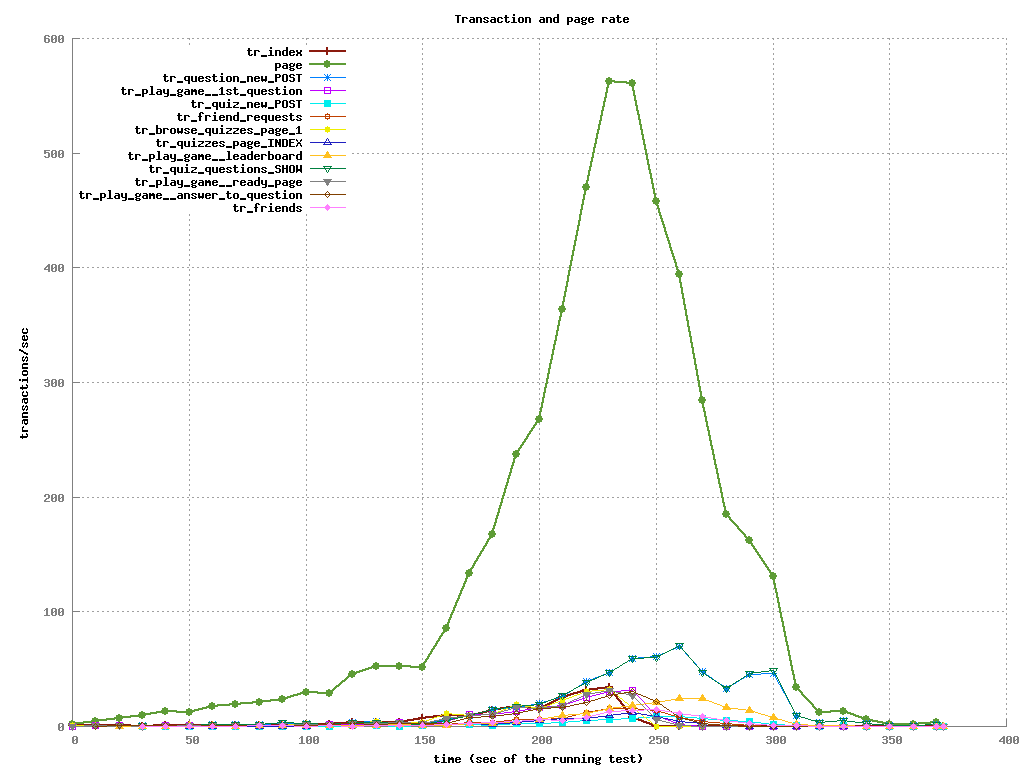 Transaction and page rate
600
500
400
300
200
100
0
transactions/sec
tr_index
page
tr_question_new_POST
tr_play_game__1st_question
tr_quiz_new_POST
tr_friend_requests
tr_browse_quizzes_page_1
tr_quizzes_page_INDEX
tr_play_game__leaderboard
tr_quiz_questions_SHOW
tr_play_game__ready_page
tr_play_game__answer_to_question
tr_friends
0 50 100 150 200 250 300 350 400
time (sec of the running test)